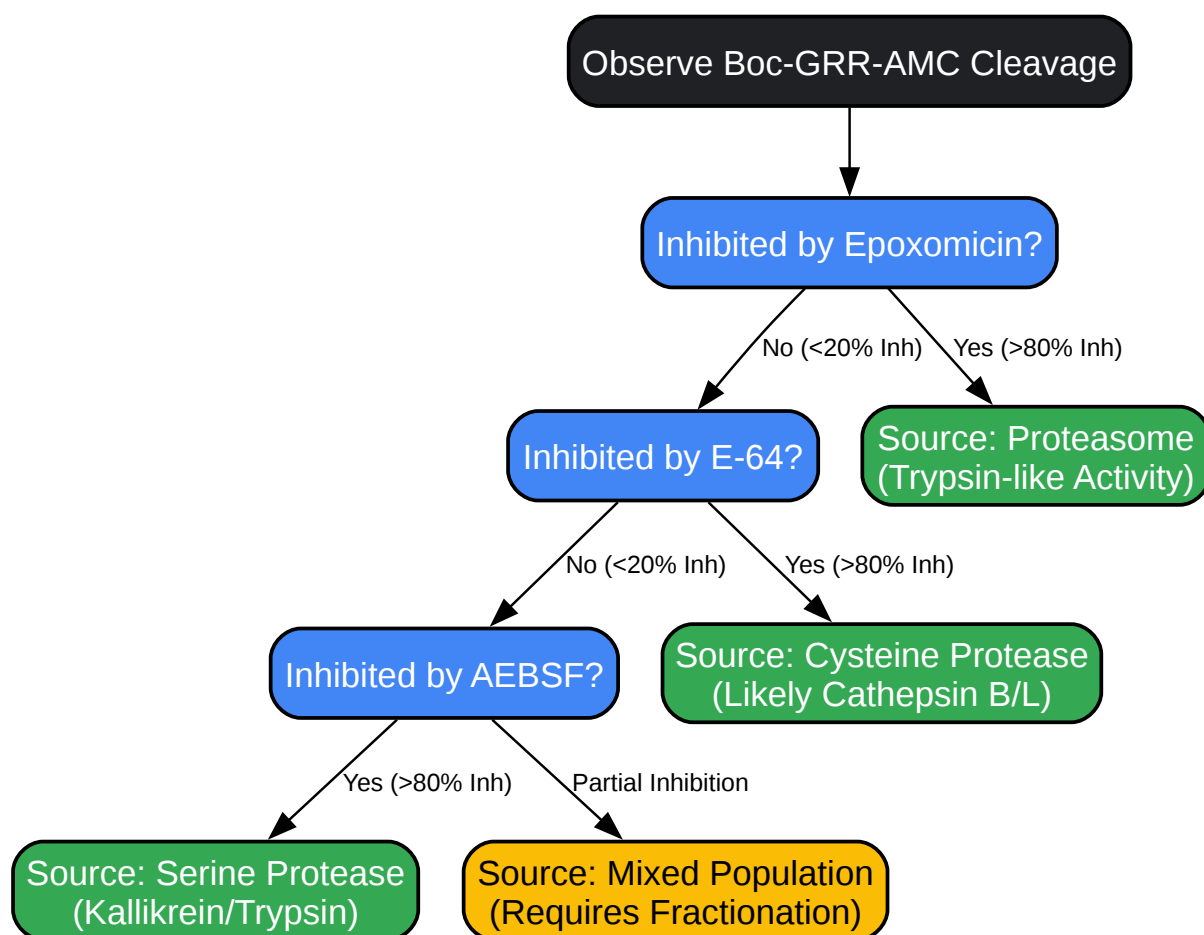 Observe Boc-GRR-AMC Cleavage
Inhibited by Epoxomicin?
No (<20% Inh)
Yes (>80% Inh)
Inhibited by E-64?
Source: Proteasome
(Trypsin-like Activity)
No (<20% Inh)
Yes (>80% Inh)
Inhibited by AEBSF?
Source: Cysteine Protease
(Likely Cathepsin B/L)
Yes (>80% Inh)
Partial Inhibition
Source: Serine Protease
(Kallikrein/Trypsin)
Source: Mixed Population
(Requires Fractionation)